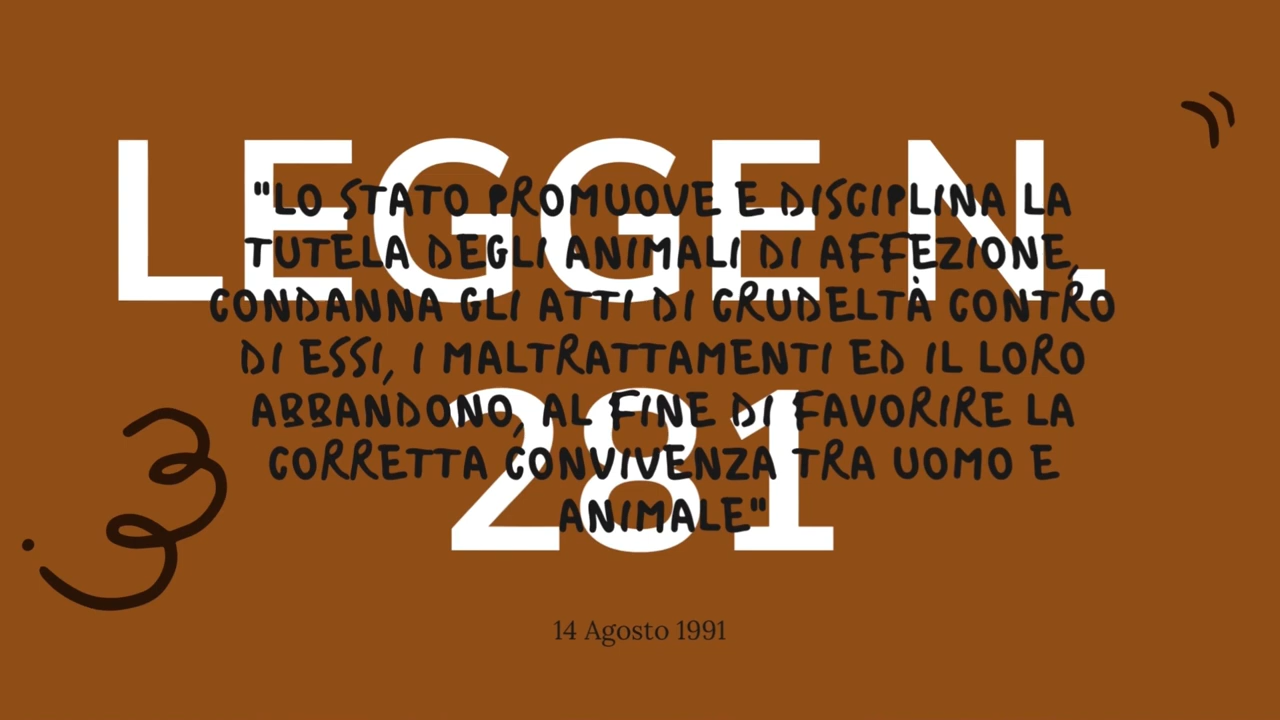 LEGGE N.
281
"LO STATO PROMUOVE E DISCIPLINA LA
TUTELA DEGLI ANIMALI DI AFFEZIONE,
CONDANNA GLI ATTI DI CRUDELTÀ CONTRO
DI ESSI, I MALTRATTAMENTI ED IL LORO
ABBANDONO, AL FINE DI FAVORIRE LA
CORRETTA CONVIVENZA TRA UOMO E
ANIMALE"
14 Agosto 1991